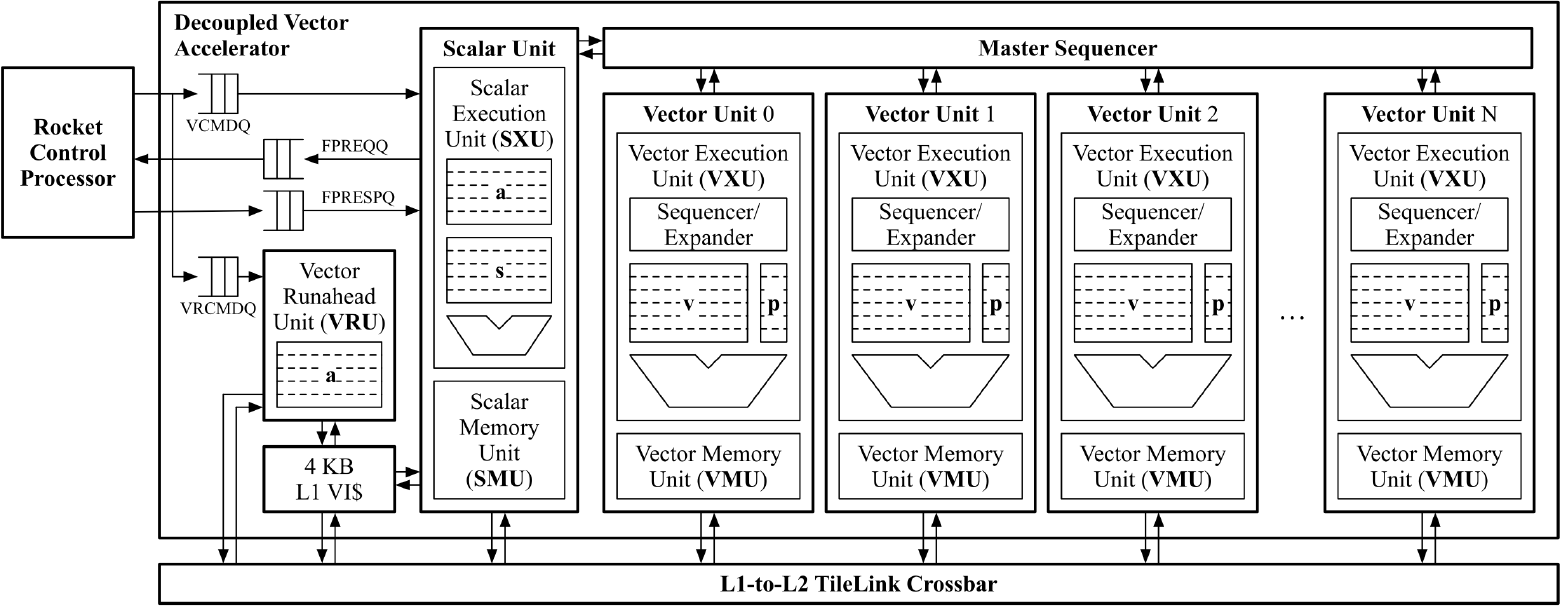 Decoupled Vector
Accelerator
Rocket
Control
Processor
VCMDQ
FPREQQ
FPRESPQ
VRCMDQ
Vector
Runahead
Unit (VRU)
a
4 KB
L1 VI$
Scalar Unit
Scalar
Execution
Unit (SXU)
a
s
Scalar
Memory
Unit
(SMU)
Master Sequencer
Vector Unit 0
Vector Execution
Unit (VXU)
Sequencer/
Expander
v p
Vector Memory
Unit (VMU)
Vector Unit 1
Vector Execution
Unit (VXU)
Sequencer/
Expander
v p
Vector Memory
Unit (VMU)
Vector Unit 2
Vector Execution
Unit (VXU)
Sequencer/
Expander
v p
Vector Memory
Unit (VMU)
...
Vector Unit N
Vector Execution
Unit (VXU)
Sequencer/
Expander
v p
Vector Memory
Unit (VMU)
L1-to-L2 TileLink Crossbar